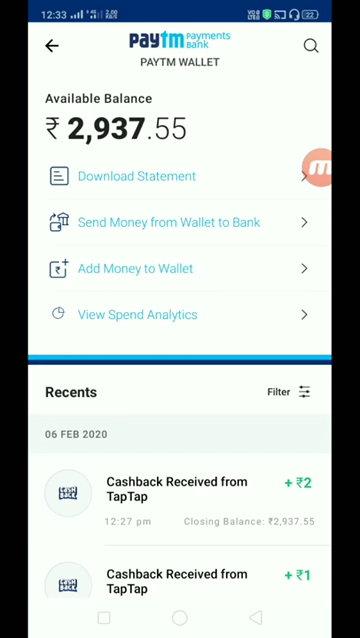 12:33
22
paytm payments
bank
PAYTM WALLET
Available Balance
₹ 2,937.55
Download Statement
Send Money from Wallet to Bank
Add Money to Wallet
View Spend Analytics
Recents
Filter
06 FEB 2020
Cashback Received from
TapTap
+ ₹2
12:27 pm
Closing Balance: ₹2,937.55
Cashback Received from
TapTap
+ ₹1